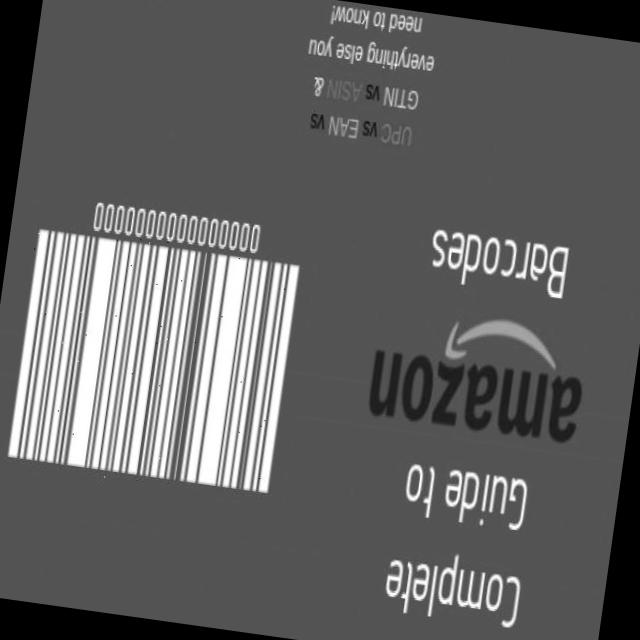 Complete
Guide to
amazon
Barcodes
UPC vs EAN vs
GTIN vs ASIN &
everything else you
need to know!
0000000000000000